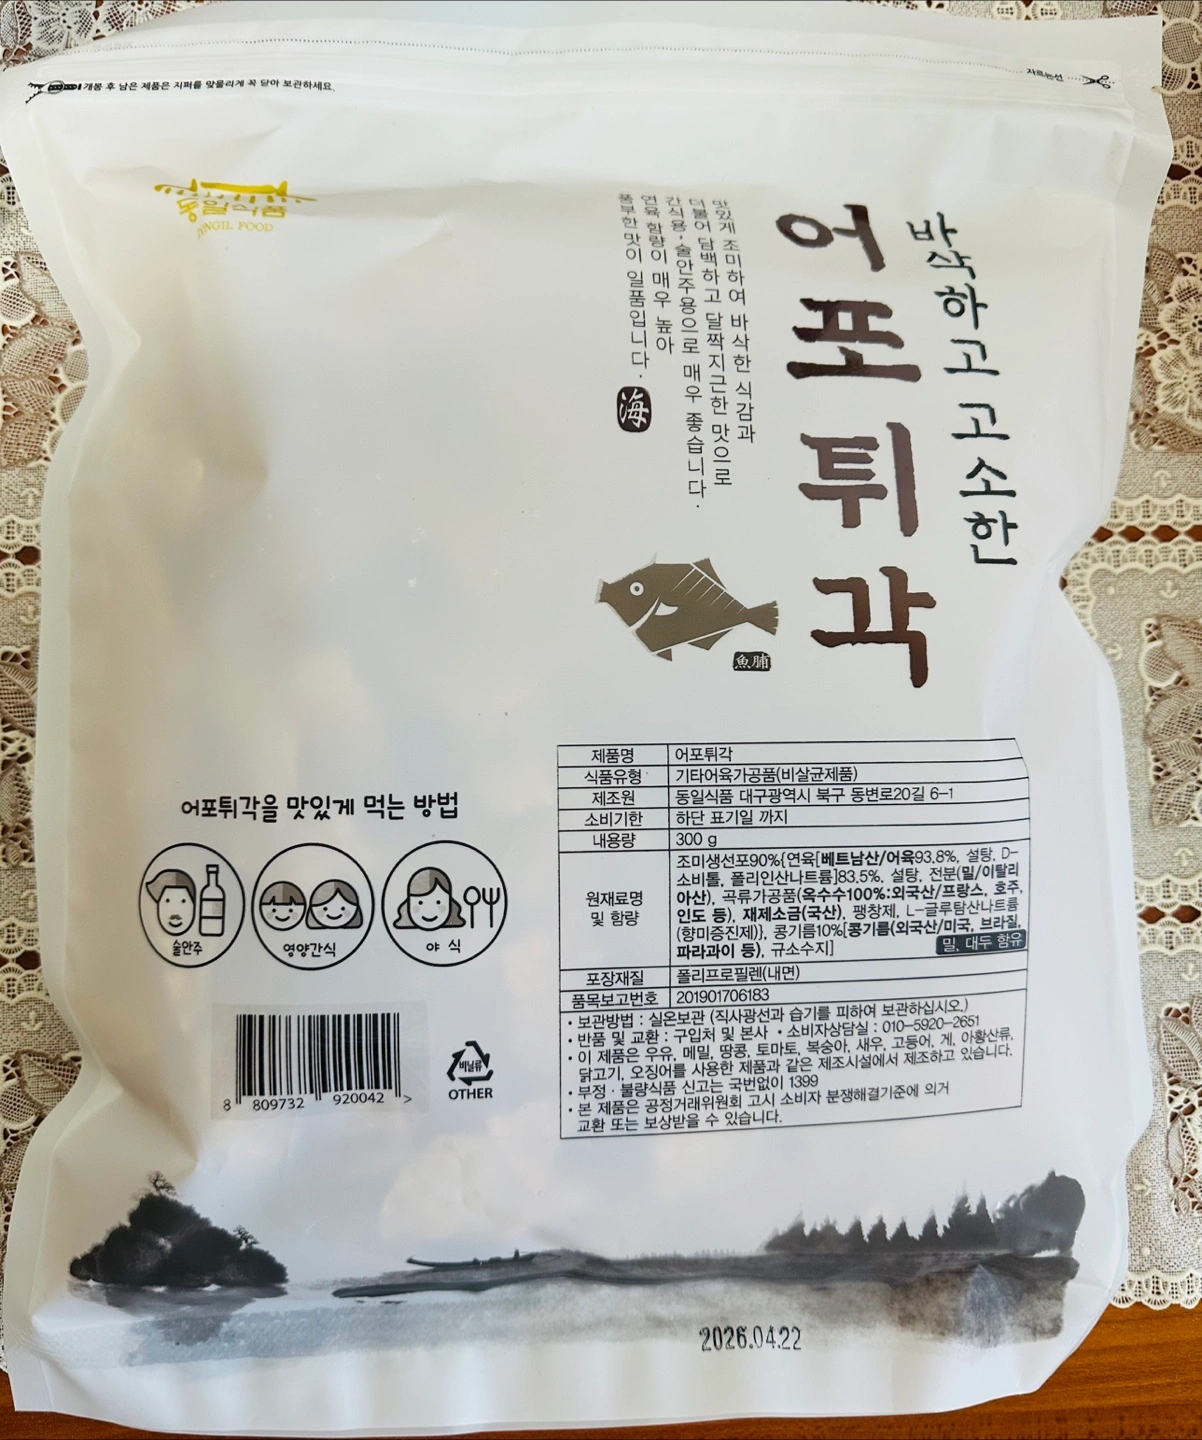 개봉 후 남은 제품은 지퍼를 맞물리게 꼭 닫아 보관하세요.
자르는선
동일식품
DONGIL FOOD
바삭하고 고소한
어포튀각
맛있게 조미하여 바삭한 식감과
더불어 담백하고 달짝지근한 맛으로
간식용·술안주용으로 매우 좋습니다.
연육 함량이 매우 높아
풍부한 맛이 일품입니다.
海
魚脯
제품명 어포튀각
식품유형 기타어육가공품(비살균제품)
제조원 동일식품 대구광역시 북구 동변로20길 6-1
소비기한 하단 표기일 까지
내용량 300 g
원재료명 및 함량
조미생선포90%{연육[베트남산/어육93.8%, 설탕, D-
소비톨, 폴리인산나트륨]83.5%, 설탕, 전분(밀/이탈리
아산), 곡류가공품(옥수수100%:외국산/프랑스, 호주,
인도 등), 재제소금(국산), 팽창제, L-글루탐산나트륨
(향미증진제)}, 콩기름10%[콩기름(외국산/미국, 브라질,
파라과이 등), 규소수지]
밀, 대두 함유
포장재질 폴리프로필렌(내면)
품목보고번호 201901706183
• 보관방법 : 실온보관 (직사광선과 습기를 피하여 보관하십시오.)
• 반품 및 교환 : 구입처 및 본사 • 소비자상담실 : 010-5920-2651
• 이 제품은 우유, 메밀, 땅콩, 토마토, 복숭아, 새우, 고등어, 게, 아황산류,
닭고기, 오징어를 사용한 제품과 같은 제조시설에서 제조하고 있습니다.
• 부정·불량식품 신고는 국번없이 1399
• 본 제품은 공정거래위원회 고시 소비자 분쟁해결기준에 의거
교환 또는 보상받을 수 있습니다.
어포튀각을 맛있게 먹는 방법
술안주
영양간식
야 식
8 809732 920042 >
비닐류
OTHER
2026.04.22